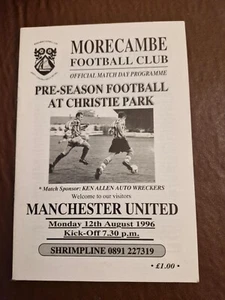 MORECAMBE
FOOTBALL CLUB
OFFICIAL MATCH DAY PROGRAMME
PRE-SEASON FOOTBALL
AT CHRISTIE PARK
* Match Sponsor: KEN ALLEN AUTO WRECKERS
Welcome to our visitors
MANCHESTER UNITED
Monday 12th August 1996
Kick-Off 7.30 p.m.
SHRIMPLINE 0891 227319
• £1.00 •